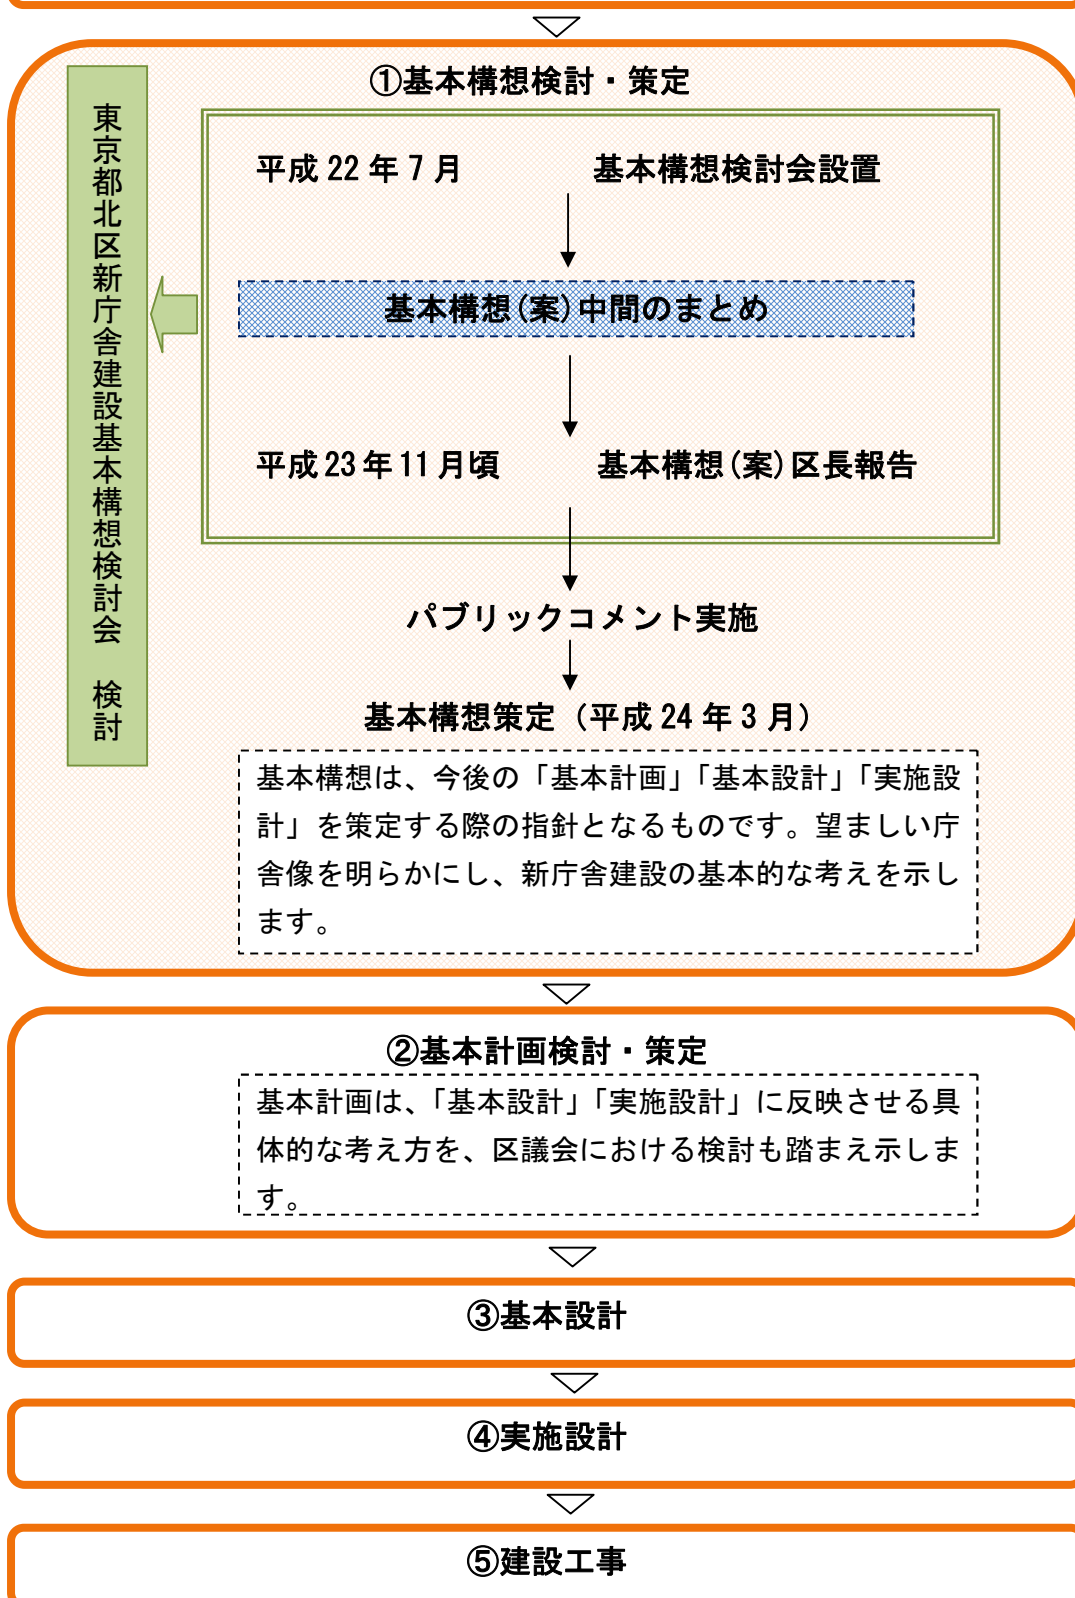 ①基本構想検討・策定
東京都北区新庁舎建設基本構想検討会　検討
平成 22 年 7 月　基本構想検討会設置
基本構想(案)中間のまとめ
平成 23 年 11 月頃　基本構想(案)区長報告
パブリックコメント実施
基本構想策定（平成 24 年 3 月）
基本構想は、今後の「基本計画」「基本設計」「実施設
計」を策定する際の指針となるものです。望ましい庁
舎像を明らかにし、新庁舎建設の基本的な考えを示し
ます。
②基本計画検討・策定
基本計画は、「基本設計」「実施設計」に反映させる具
体的な考え方を、区議会における検討も踏まえ示しま
す。
③基本設計
④実施設計
⑤建設工事